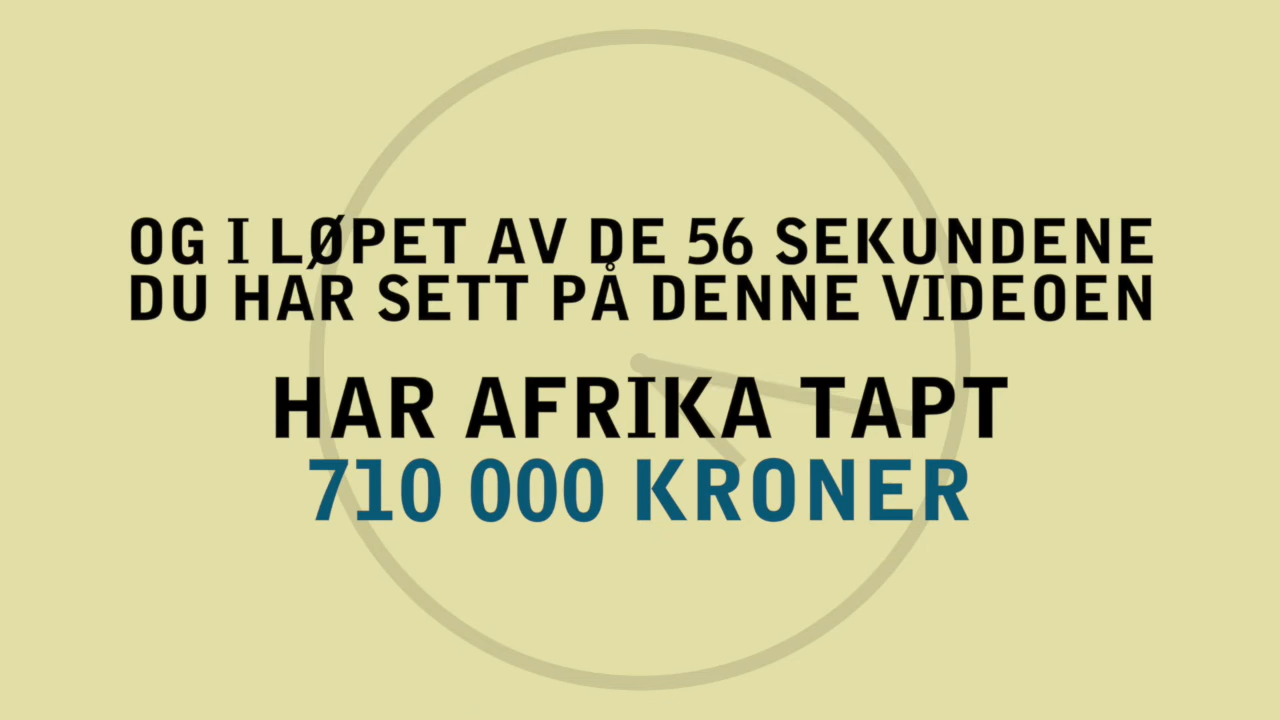 OG I LØPET AV DE 56 SEKUNDENE
DU HAR SETT PÅ DENNE VIDEOEN
HAR AFRIKA TAPT
710 000 KRONER